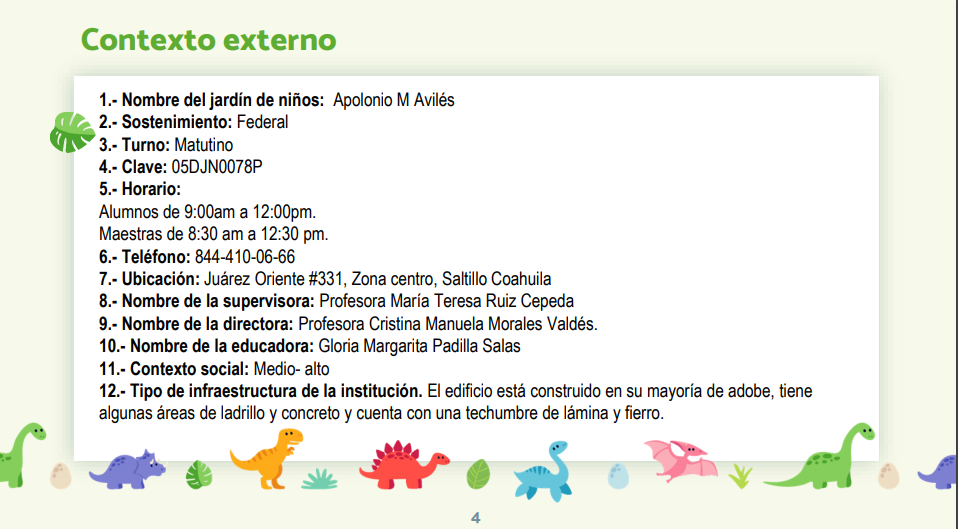 Contexto externo
1.- Nombre del jardín de niños: Apolonio M Avilés
2.- Sostenimiento: Federal
3.- Turno: Matutino
4.- Clave: 05DJN0078P
5.- Horario:
Alumnos de 9:00am a 12:00pm.
Maestras de 8:30 am a 12:30 pm.
6.- Teléfono: 844-410-06-66
7.- Ubicación: Juárez Oriente #331, Zona centro, Saltillo Coahuila
8.- Nombre de la supervisora: Profesora María Teresa Ruiz Cepeda
9.- Nombre de la directora: Profesora Cristina Manuela Morales Valdés.
10.- Nombre de la educadora: Gloria Margarita Padilla Salas
11.- Contexto social: Medio- alto
12.- Tipo de infraestructura de la institución. El edificio está construido en su mayoría de adobe, tiene
algunas áreas de ladrillo y concreto y cuenta con una techumbre de lámina y fierro.
4